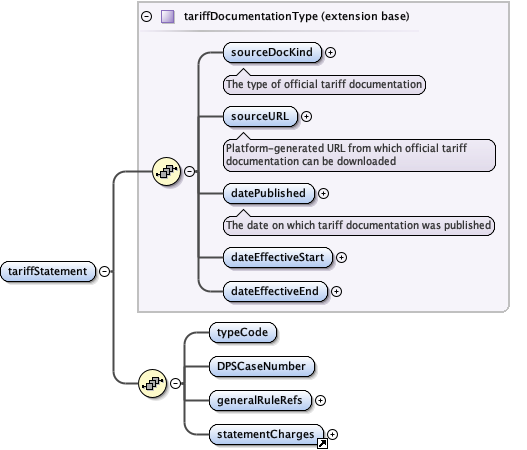 tariffDocumentationType (extension base)
sourceDocKind
The type of official tariff documentation
sourceURL
Platform-generated URL from which official tariff
documentation can be downloaded
datePublished
The date on which tariff documentation was published
dateEffectiveStart
tariffStatement
dateEffectiveEnd
typeCode
DPSCaseNumber
generalRuleRefs
statementCharges